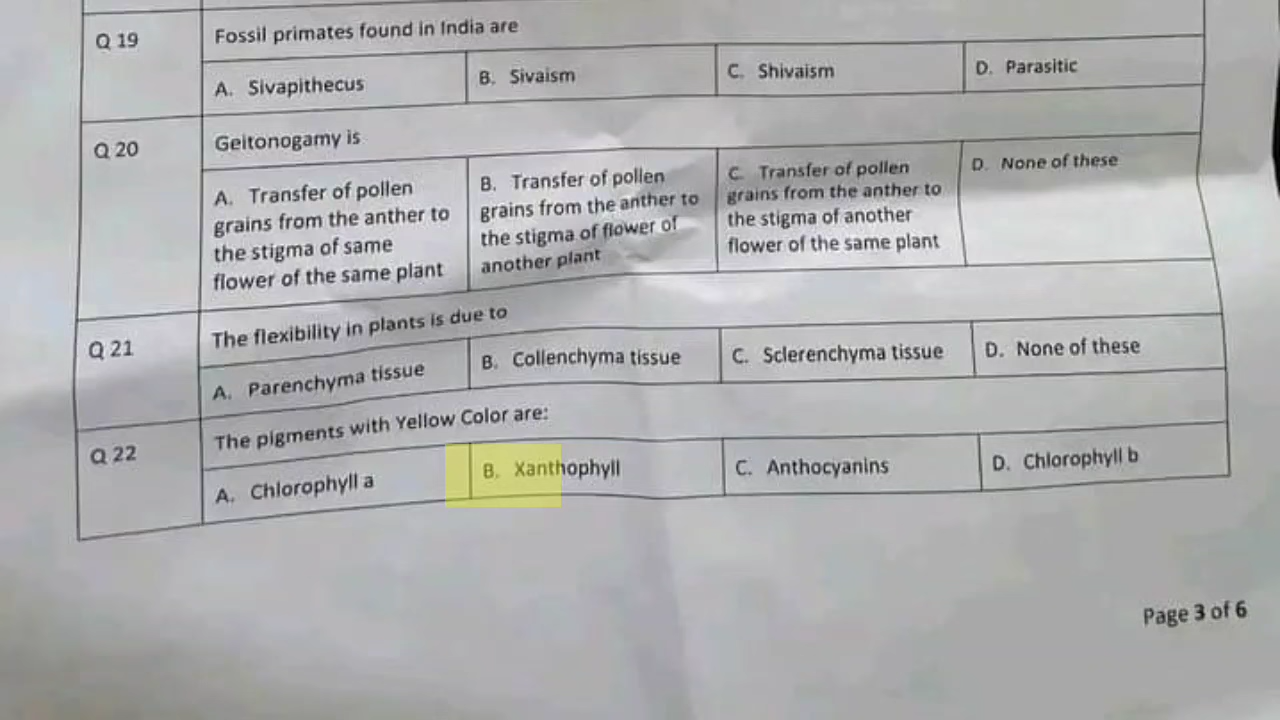 Q 19
Fossil primates found in India are
A. Sivapithecus
B. Sivaism
C. Shivaism
D. Parasitic
Q 20
Geitonogamy is
A. Transfer of pollen
grains from the anther to
the stigma of same
flower of the same plant
B. Transfer of pollen
grains from the anther to
the stigma of flower of
another plant
C. Transfer of pollen
grains from the anther to
the stigma of another
flower of the same plant
D. None of these
Q 21
The flexibility in plants is due to
A. Parenchyma tissue
B. Collenchyma tissue
C. Sclerenchyma tissue
D. None of these
Q 22
The pigments with Yellow Color are:
A. Chlorophyll a
B. Xanthophyll
C. Anthocyanins
D. Chlorophyll b
Page 3 of 6